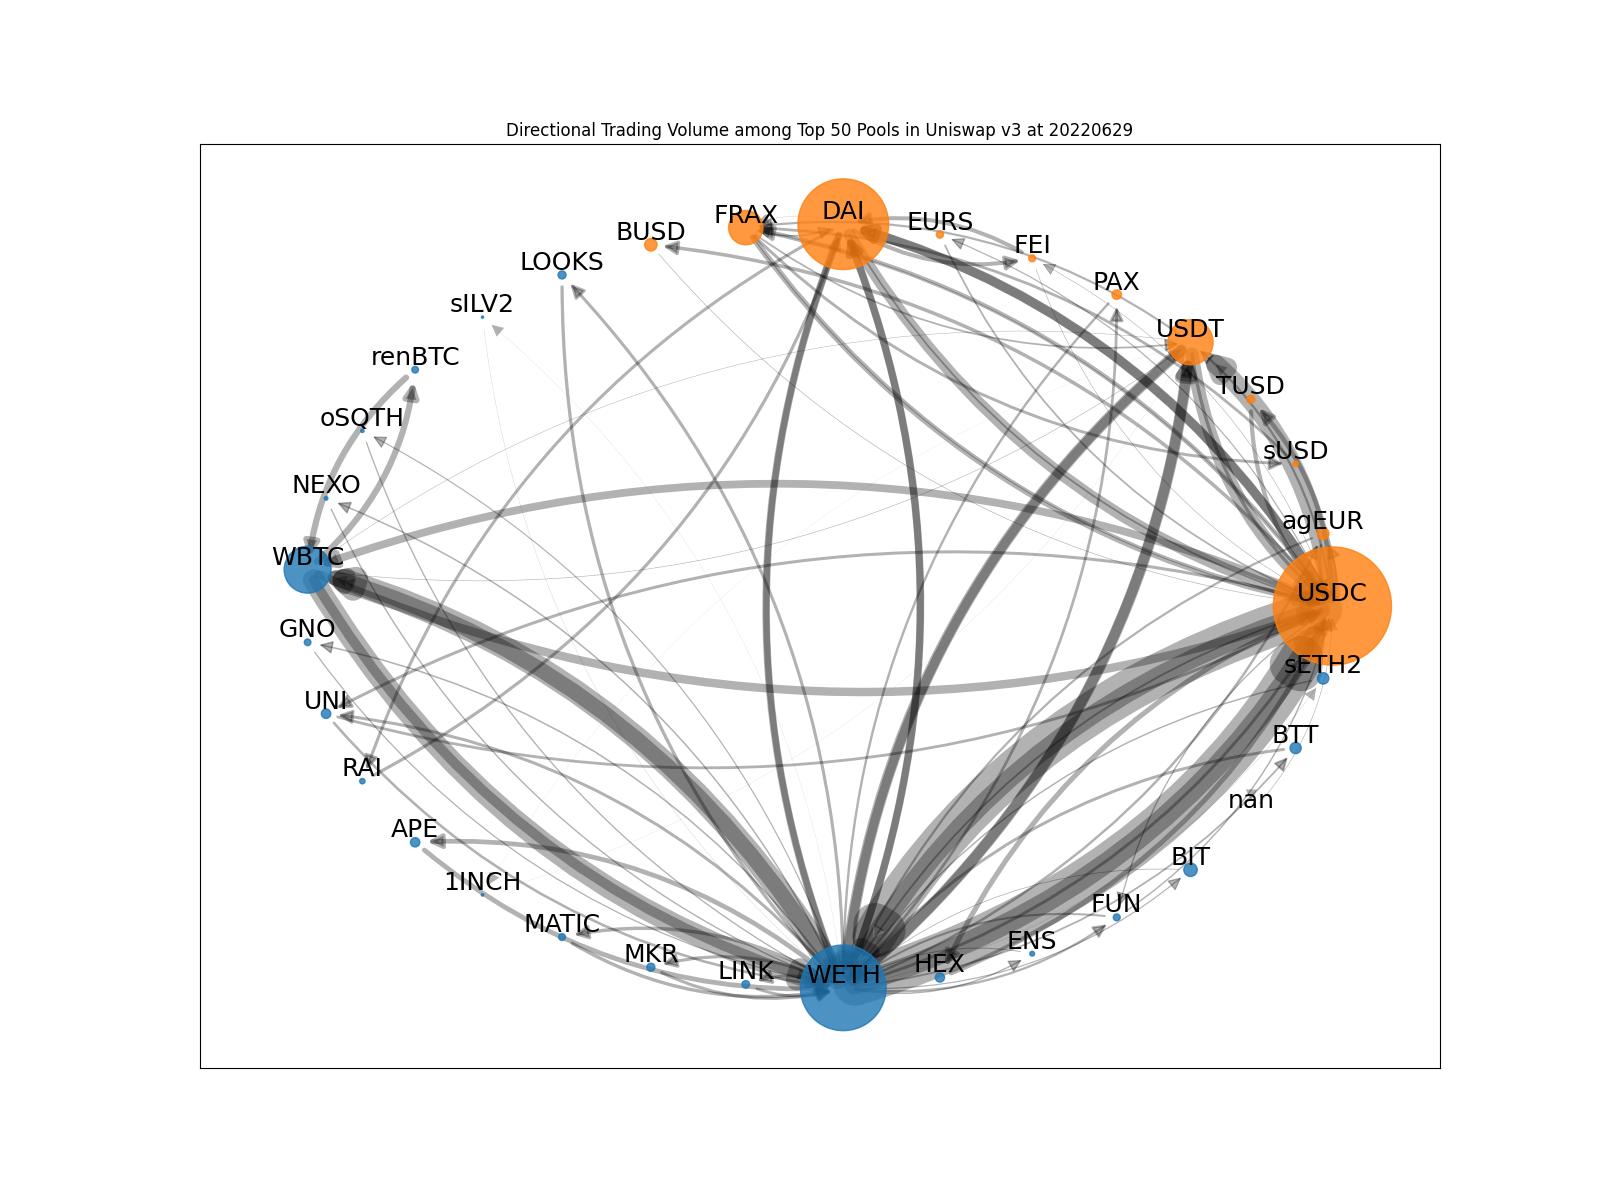 Directional Trading Volume among Top 50 Pools in Uniswap v3 at 20220629
DAI
FRAX
EURS
BUSD
FEI
LOOKS
PAX
sILV2
USDT
renBTC
TUSD
oSQTH
sUSD
NEXO
agEUR
WBTC
USDC
GNO
sETH2
UNI
BTT
RAI
nan
APE
BIT
1INCH
FUN
MATIC
ENS
MKR
HEX
LINK
WETH